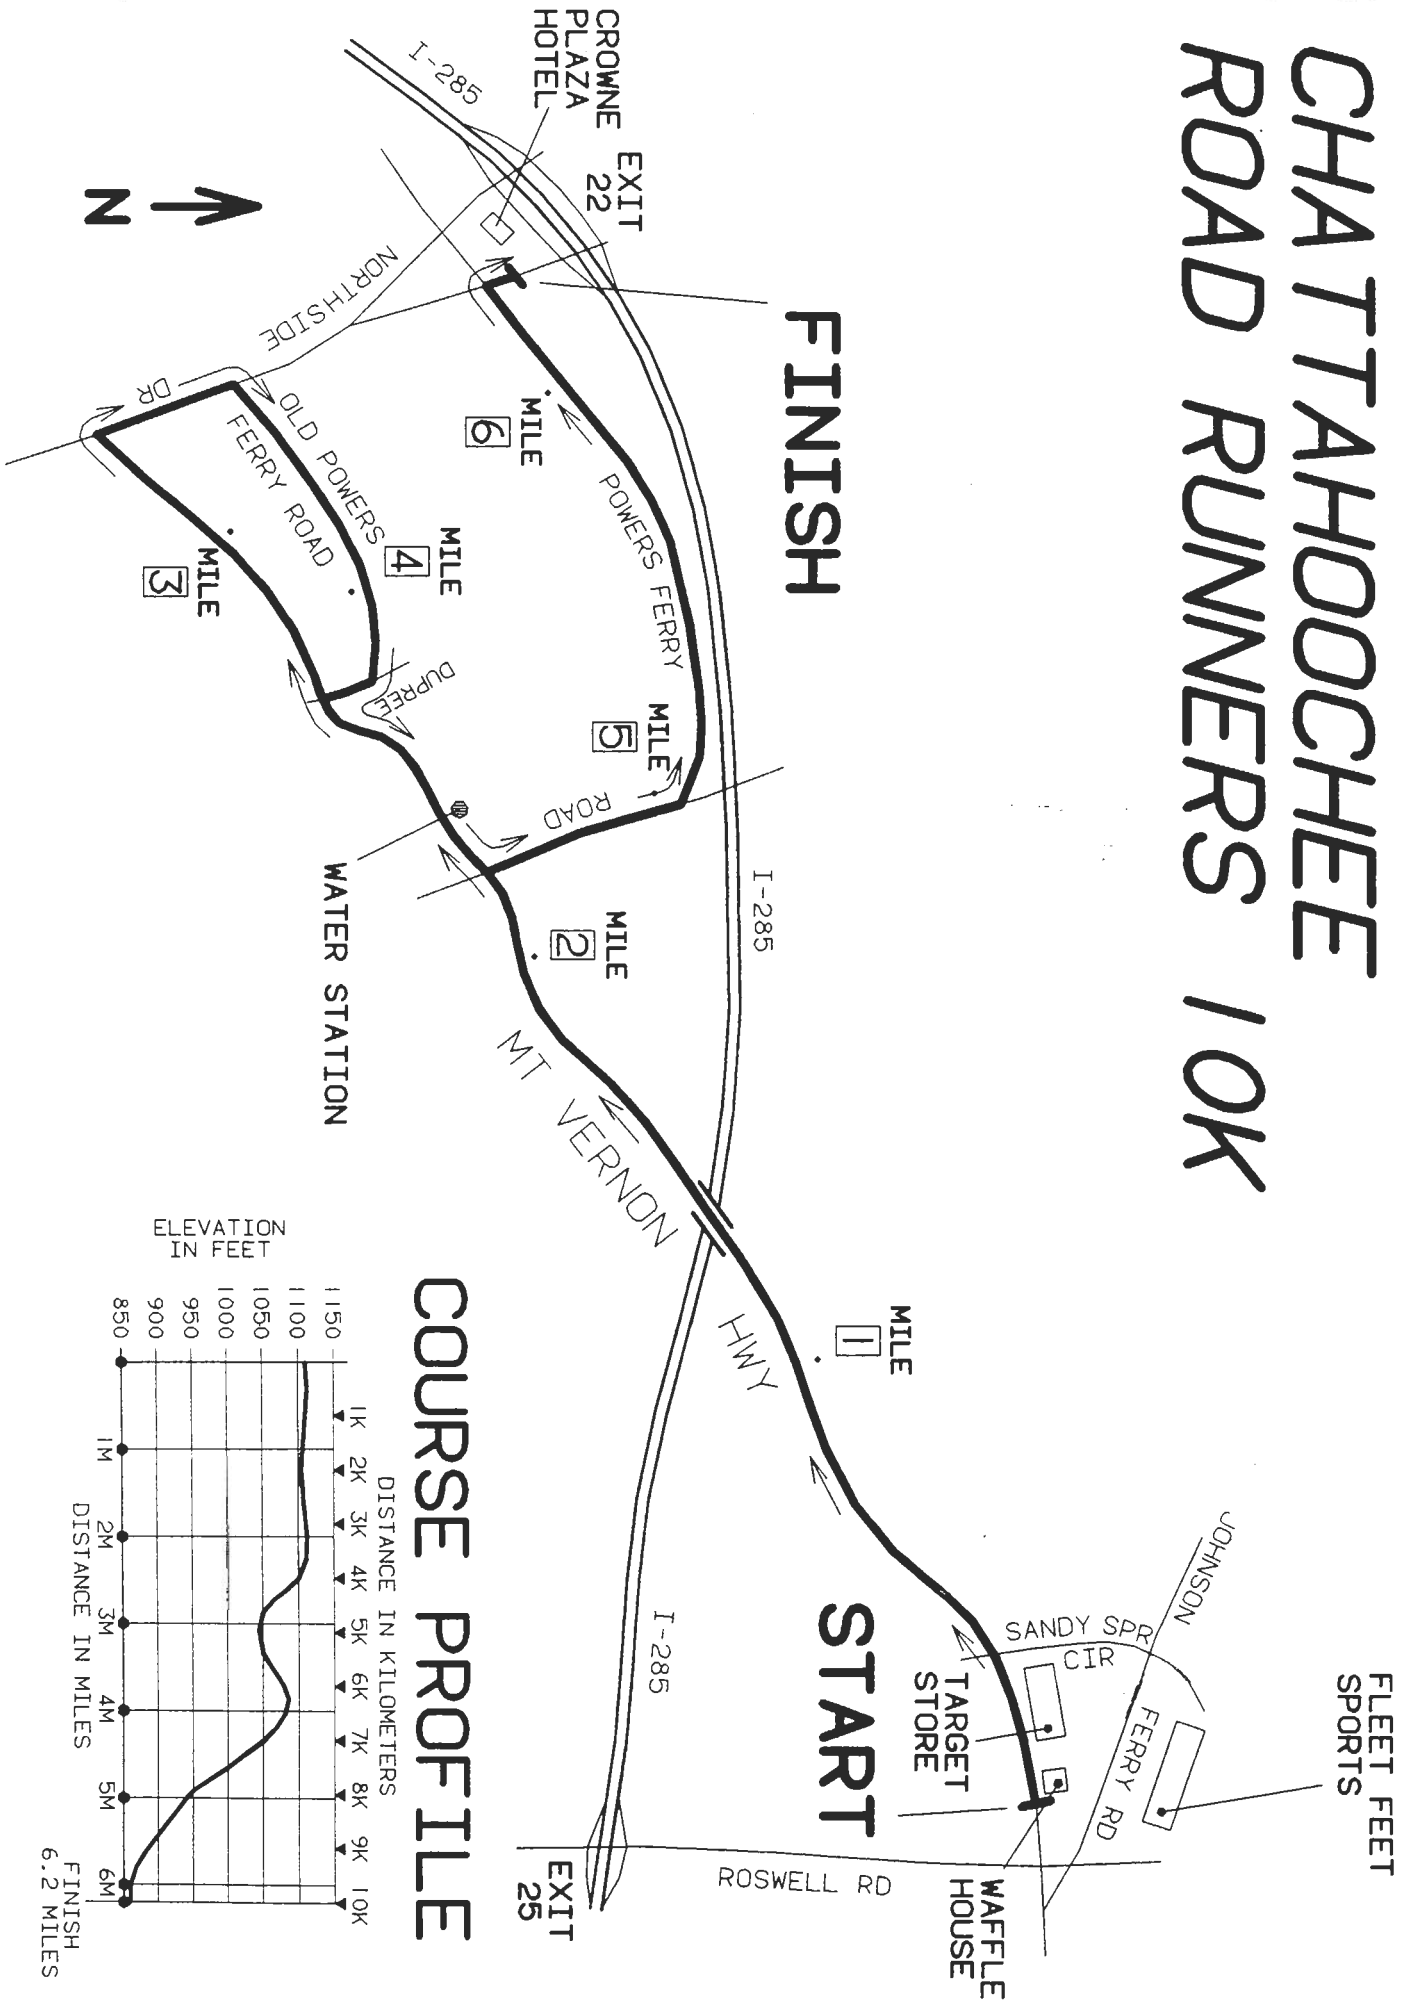 CHATTAHOOCHEE
ROAD RUNNERS 10K
FLEET FEET
SPORTS
JOHNSON
FERRY RD
SANDY SPR
CIR
TARGET
STORE
WAFFLE
HOUSE
START
ROSWELL RD
EXIT
25
I-285
MILE
1
HWY
VERNON
MT
I-285
MILE
2
WATER STATION
FINISH
MILE
5
ROAD
POWERS FERRY
DUPREE
MILE
6
MILE
4
OLD POWERS
FERRY ROAD
MILE
3
NORTHSIDE
DR
EXIT
22
CROWNE
PLAZA
HOTEL
I-285
N
COURSE PROFILE
DISTANCE IN KILOMETERS
1K 2K 3K 4K 5K 6K 7K 8K 9K 10K
ELEVATION
IN FEET
1150
1100
1050
1000
950
900
850
1M 2M 3M 4M 5M 6M
DISTANCE IN MILES
FINISH
6.2 MILES